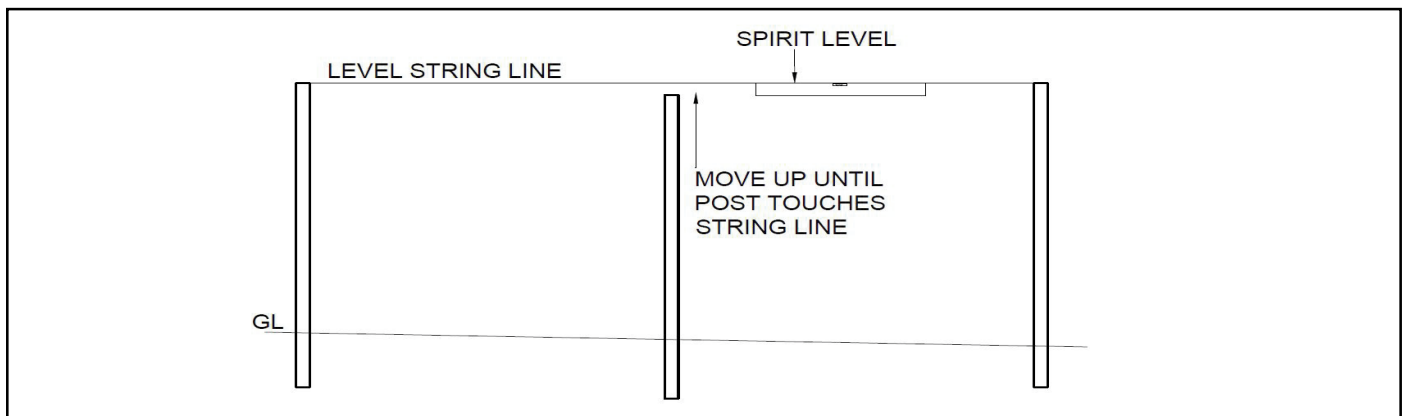 SPIRIT LEVEL
LEVEL STRING LINE
MOVE UP UNTIL
POST TOUCHES
STRING LINE
GL